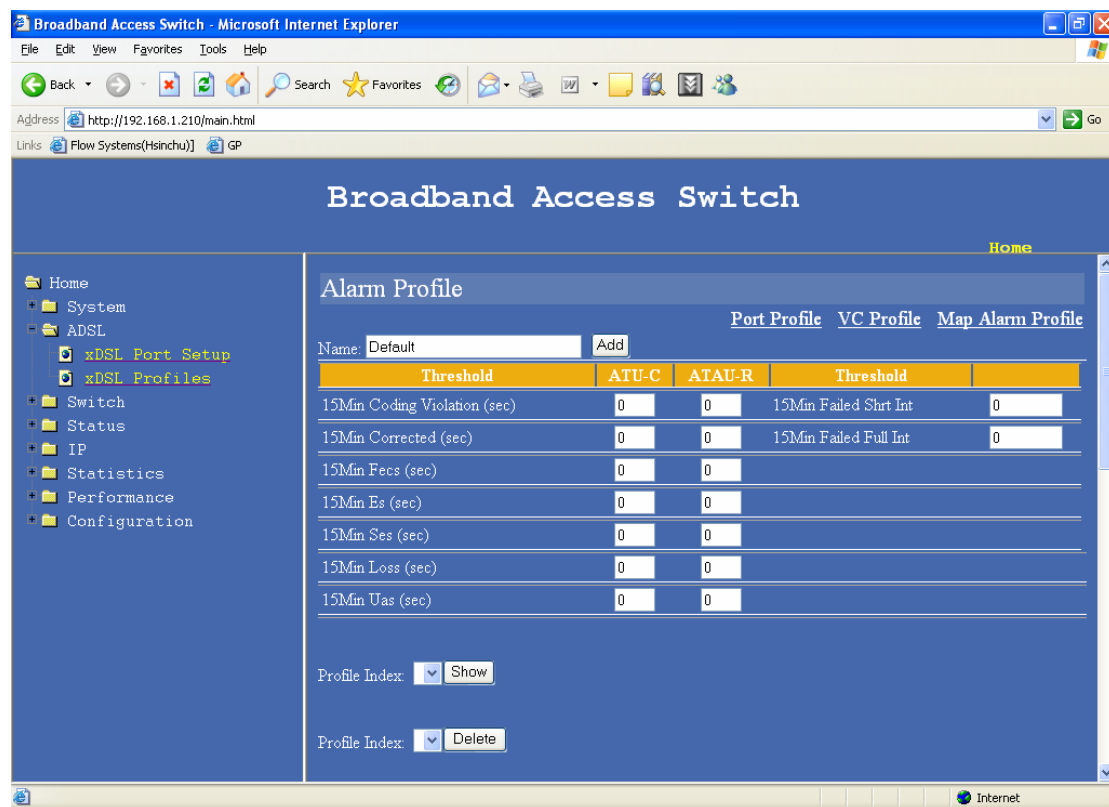 Broadband Access Switch - Microsoft Internet Explorer
File Edit View Favorites Tools Help
Back Search Favorites
Address http://192.168.1.210/main.html Go
Links Flow Systems(Hsinchu)] GP
Broadband Access Switch
Home
Home
System
ADSL
xDSL Port Setup
xDSL Profiles
Switch
Status
IP
Statistics
Performance
Configuration
Alarm Profile
Port Profile VC Profile Map Alarm Profile
Name: Default Add
Threshold ATU-C ATAU-R Threshold
15Min Coding Violation (sec) 0 0 15Min Failed Shrt Int 0
15Min Corrected (sec) 0 0 15Min Failed Full Int 0
15Min Fecs (sec) 0 0
15Min Es (sec) 0 0
15Min Ses (sec) 0 0
15Min Loss (sec) 0 0
15Min Uas (sec) 0 0
Profile Index: Show
Profile Index: Delete
Internet